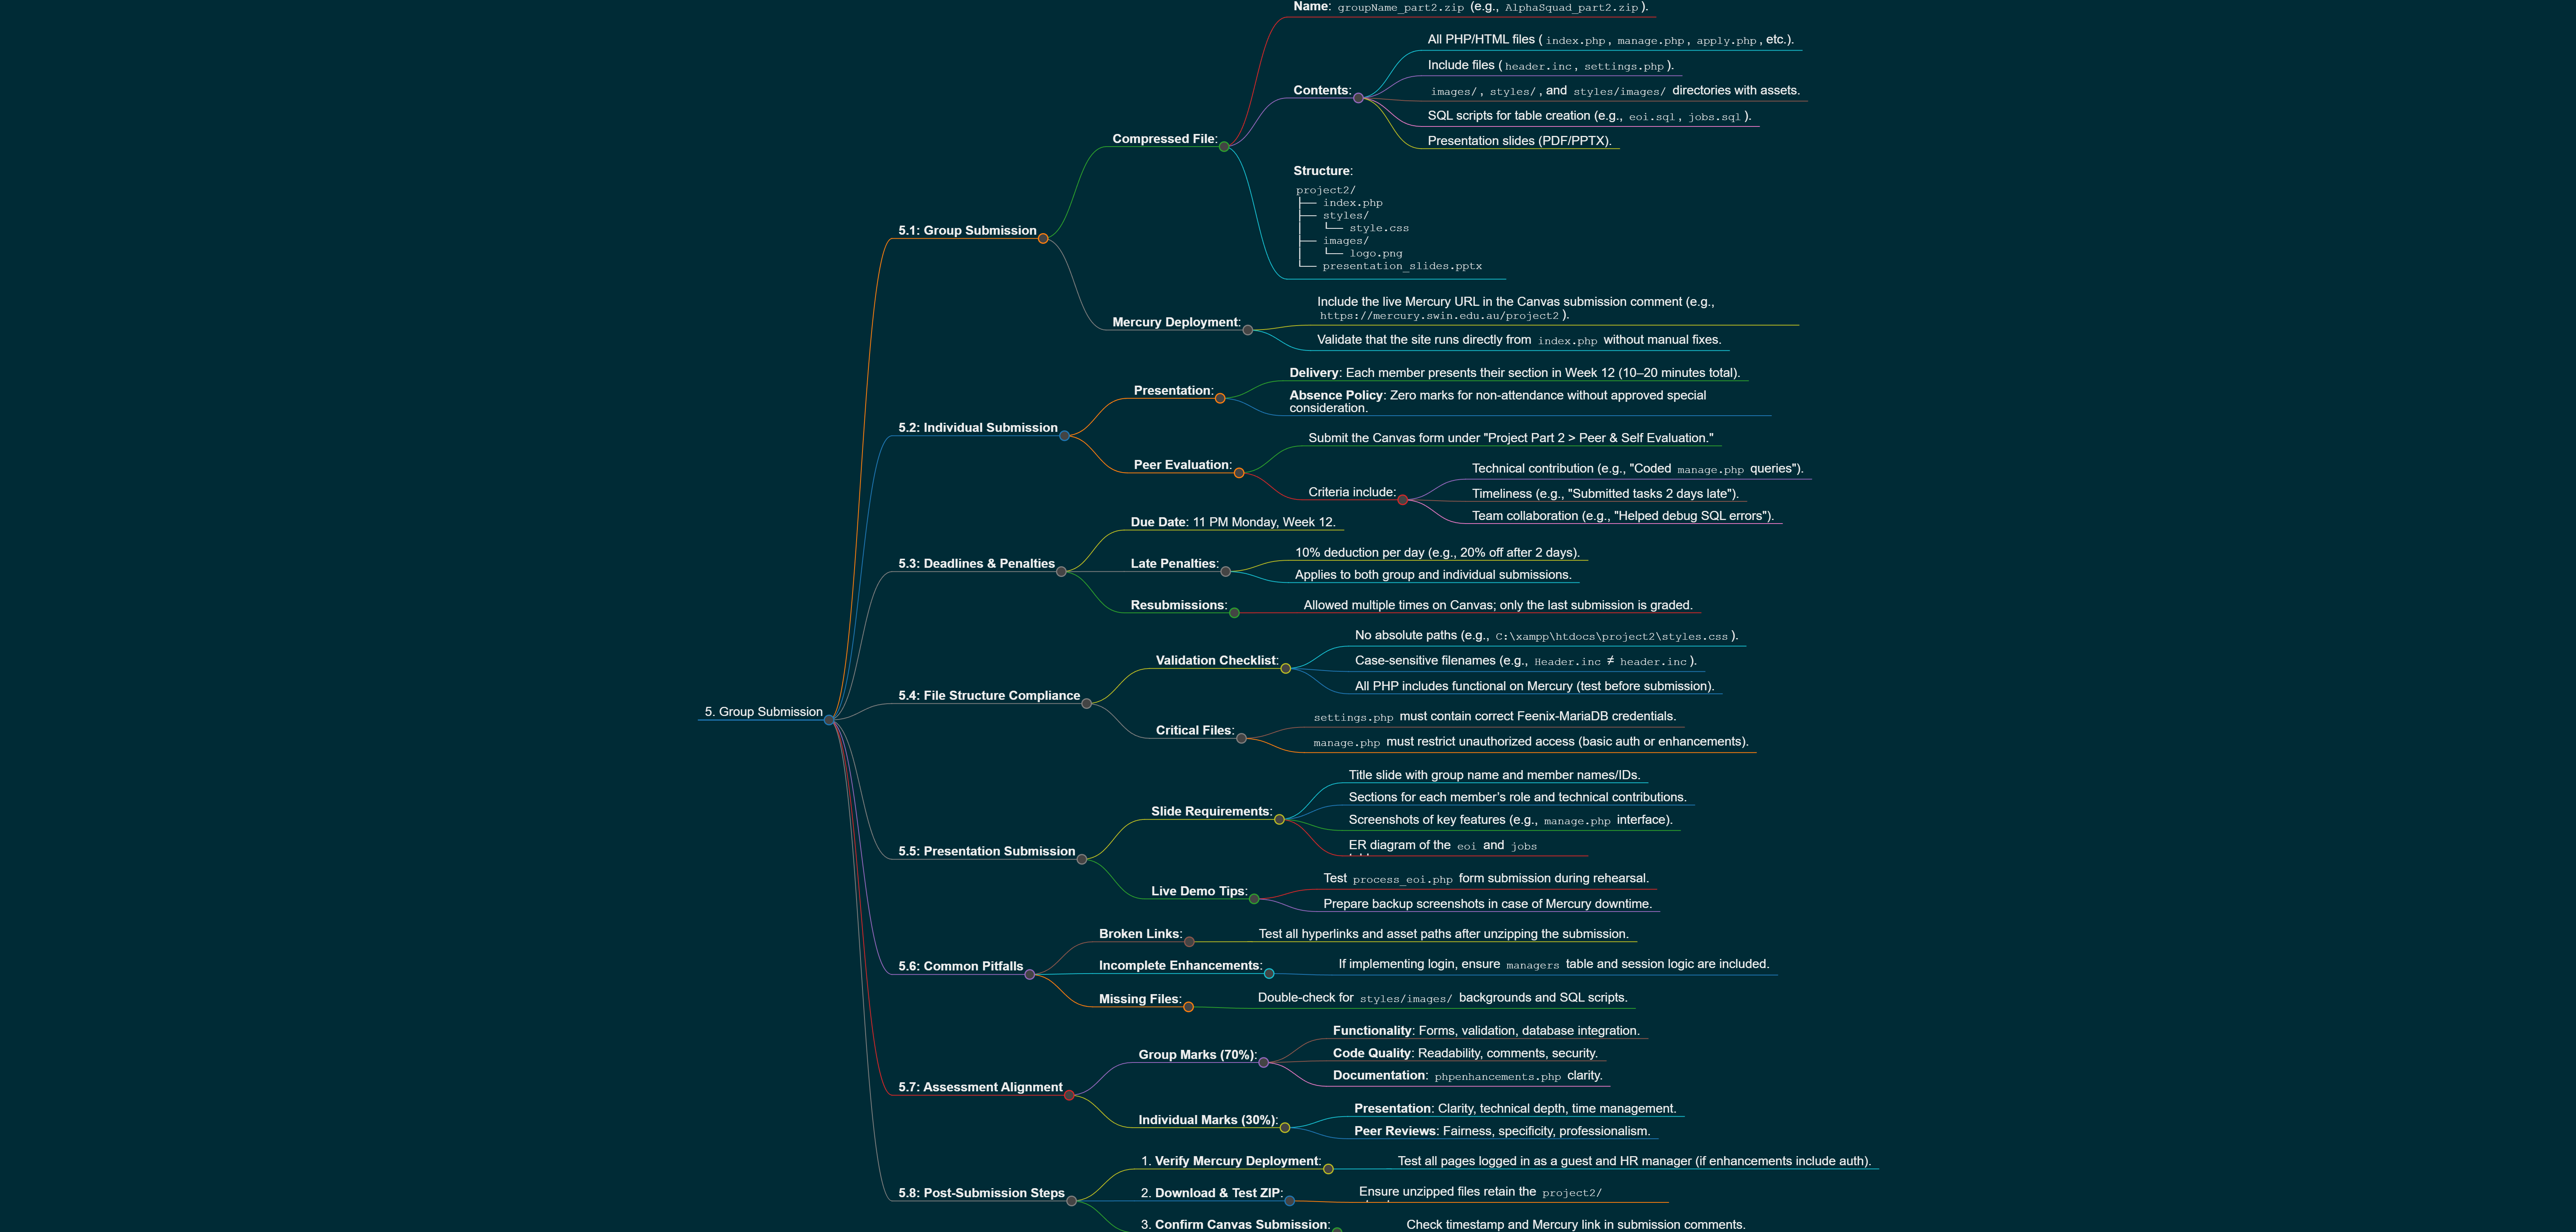 5. Group Submission
5.1: Group Submission
Compressed File:
Name: groupName_part2.zip (e.g., AlphaSquad_part2.zip).
Contents:
All PHP/HTML files (index.php, manage.php, apply.php, etc.).
Include files (header.inc, settings.php).
images/, styles/, and styles/images/ directories with assets.
SQL scripts for table creation (e.g., eoi.sql, jobs.sql).
Presentation slides (PDF/PPTX).
Structure:
project2/
├── index.php
├── styles/
│   └── style.css
├── images/
│   └── logo.png
└── presentation_slides.pptx
Mercury Deployment:
Include the live Mercury URL in the Canvas submission comment (e.g.,
https://mercury.swin.edu.au/project2).
Validate that the site runs directly from index.php without manual fixes.
5.2: Individual Submission
Presentation:
Delivery: Each member presents their section in Week 12 (10–20 minutes total).
Absence Policy: Zero marks for non-attendance without approved special
consideration.
Peer Evaluation:
Submit the Canvas form under "Project Part 2 > Peer & Self Evaluation."
Criteria include:
Technical contribution (e.g., "Coded manage.php queries").
Timeliness (e.g., "Submitted tasks 2 days late").
Team collaboration (e.g., "Helped debug SQL errors").
5.3: Deadlines & Penalties
Due Date: 11 PM Monday, Week 12.
Late Penalties:
10% deduction per day (e.g., 20% off after 2 days).
Applies to both group and individual submissions.
Resubmissions:
Allowed multiple times on Canvas; only the last submission is graded.
5.4: File Structure Compliance
Validation Checklist:
No absolute paths (e.g., C:\xampp\htdocs\project2\styles.css).
Case-sensitive filenames (e.g., Header.inc ≠ header.inc).
All PHP includes functional on Mercury (test before submission).
Critical Files:
settings.php must contain correct Feenix-MariaDB credentials.
manage.php must restrict unauthorized access (basic auth or enhancements).
5.5: Presentation Submission
Slide Requirements:
Title slide with group name and member names/IDs.
Sections for each member’s role and technical contributions.
Screenshots of key features (e.g., manage.php interface).
ER diagram of the eoi and jobs
Live Demo Tips:
Test process_eoi.php form submission during rehearsal.
Prepare backup screenshots in case of Mercury downtime.
5.6: Common Pitfalls
Broken Links:
Test all hyperlinks and asset paths after unzipping the submission.
Incomplete Enhancements:
If implementing login, ensure managers table and session logic are included.
Missing Files:
Double-check for styles/images/ backgrounds and SQL scripts.
5.7: Assessment Alignment
Group Marks (70%):
Functionality: Forms, validation, database integration.
Code Quality: Readability, comments, security.
Documentation: phpenhancements.php clarity.
Individual Marks (30%):
Presentation: Clarity, technical depth, time management.
Peer Reviews: Fairness, specificity, professionalism.
5.8: Post-Submission Steps
1. Verify Mercury Deployment:
Test all pages logged in as a guest and HR manager (if enhancements include auth).
2. Download & Test ZIP:
Ensure unzipped files retain the project2/
3. Confirm Canvas Submission:
Check timestamp and Mercury link in submission comments.